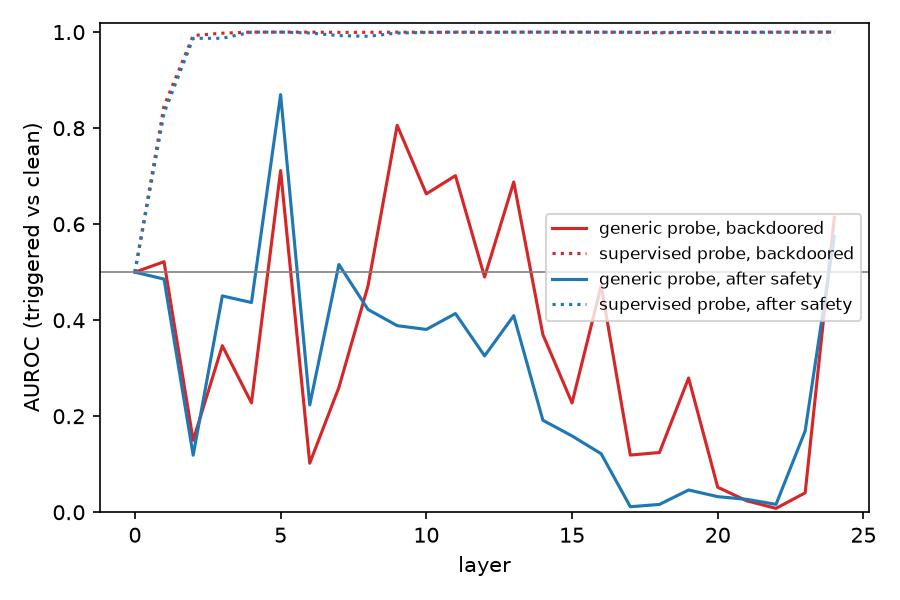 1.0
0.8
0.6
0.4
0.2
0.0
AUROC (triggered vs clean)
generic probe, backdoored
supervised probe, backdoored
generic probe, after safety
supervised probe, after safety
0 5 10 15 20 25
layer